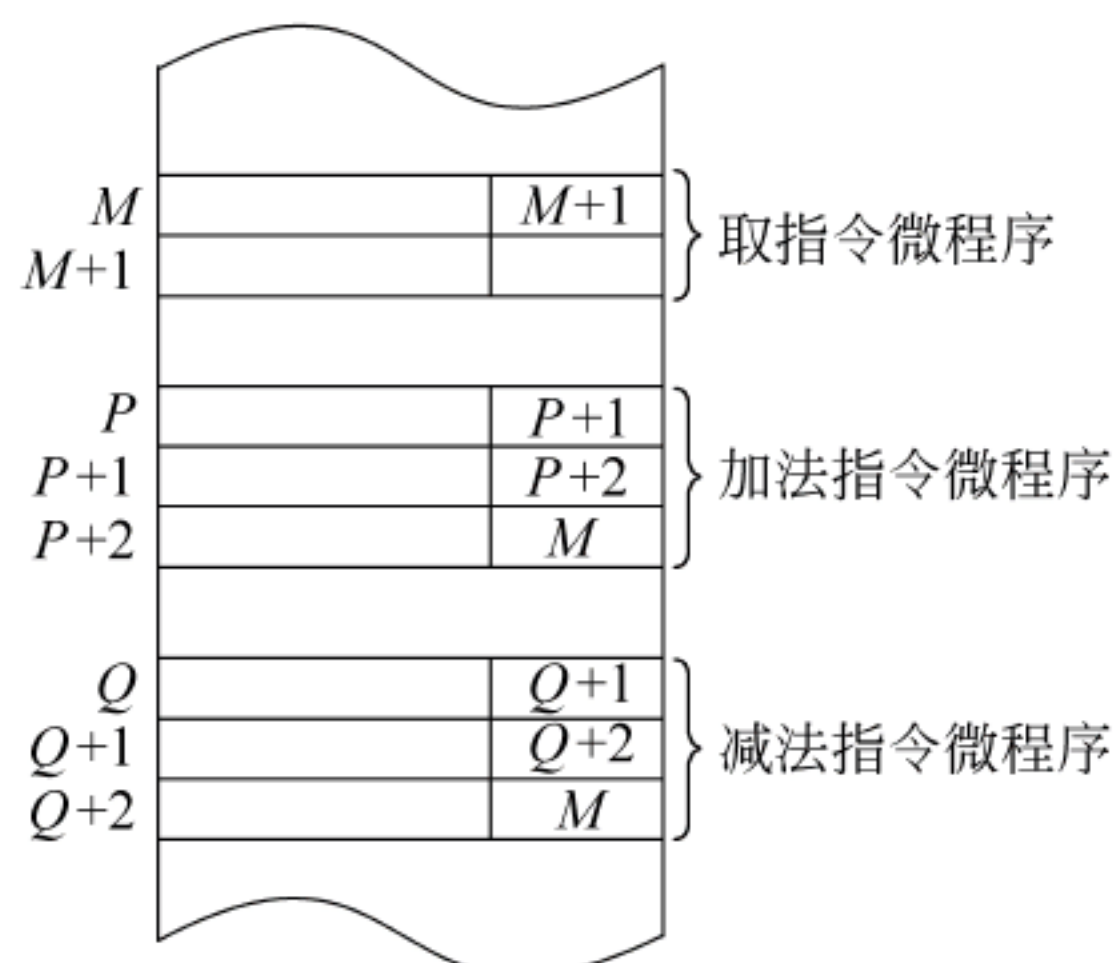 M M+1
M+1
取指令微程序
P P+1
P+1 P+2
P+2 M
加法指令微程序
Q Q+1
Q+1 Q+2
Q+2 M
减法指令微程序